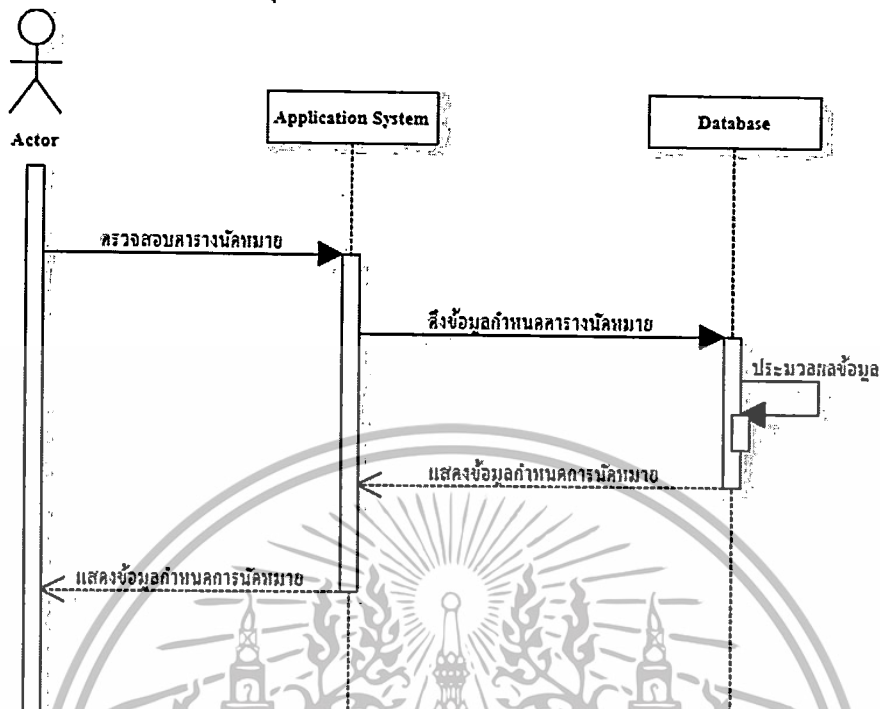 Actor
Application System
Database
ตรวจสอบตารางนัดหมาย
ดึงข้อมูลกำหนดตารางนัดหมาย
ประมวลผลข้อมูล
แสดงข้อมูลกำหนดการนัดหมาย
แสดงข้อมูลกำหนดการนัดหมาย